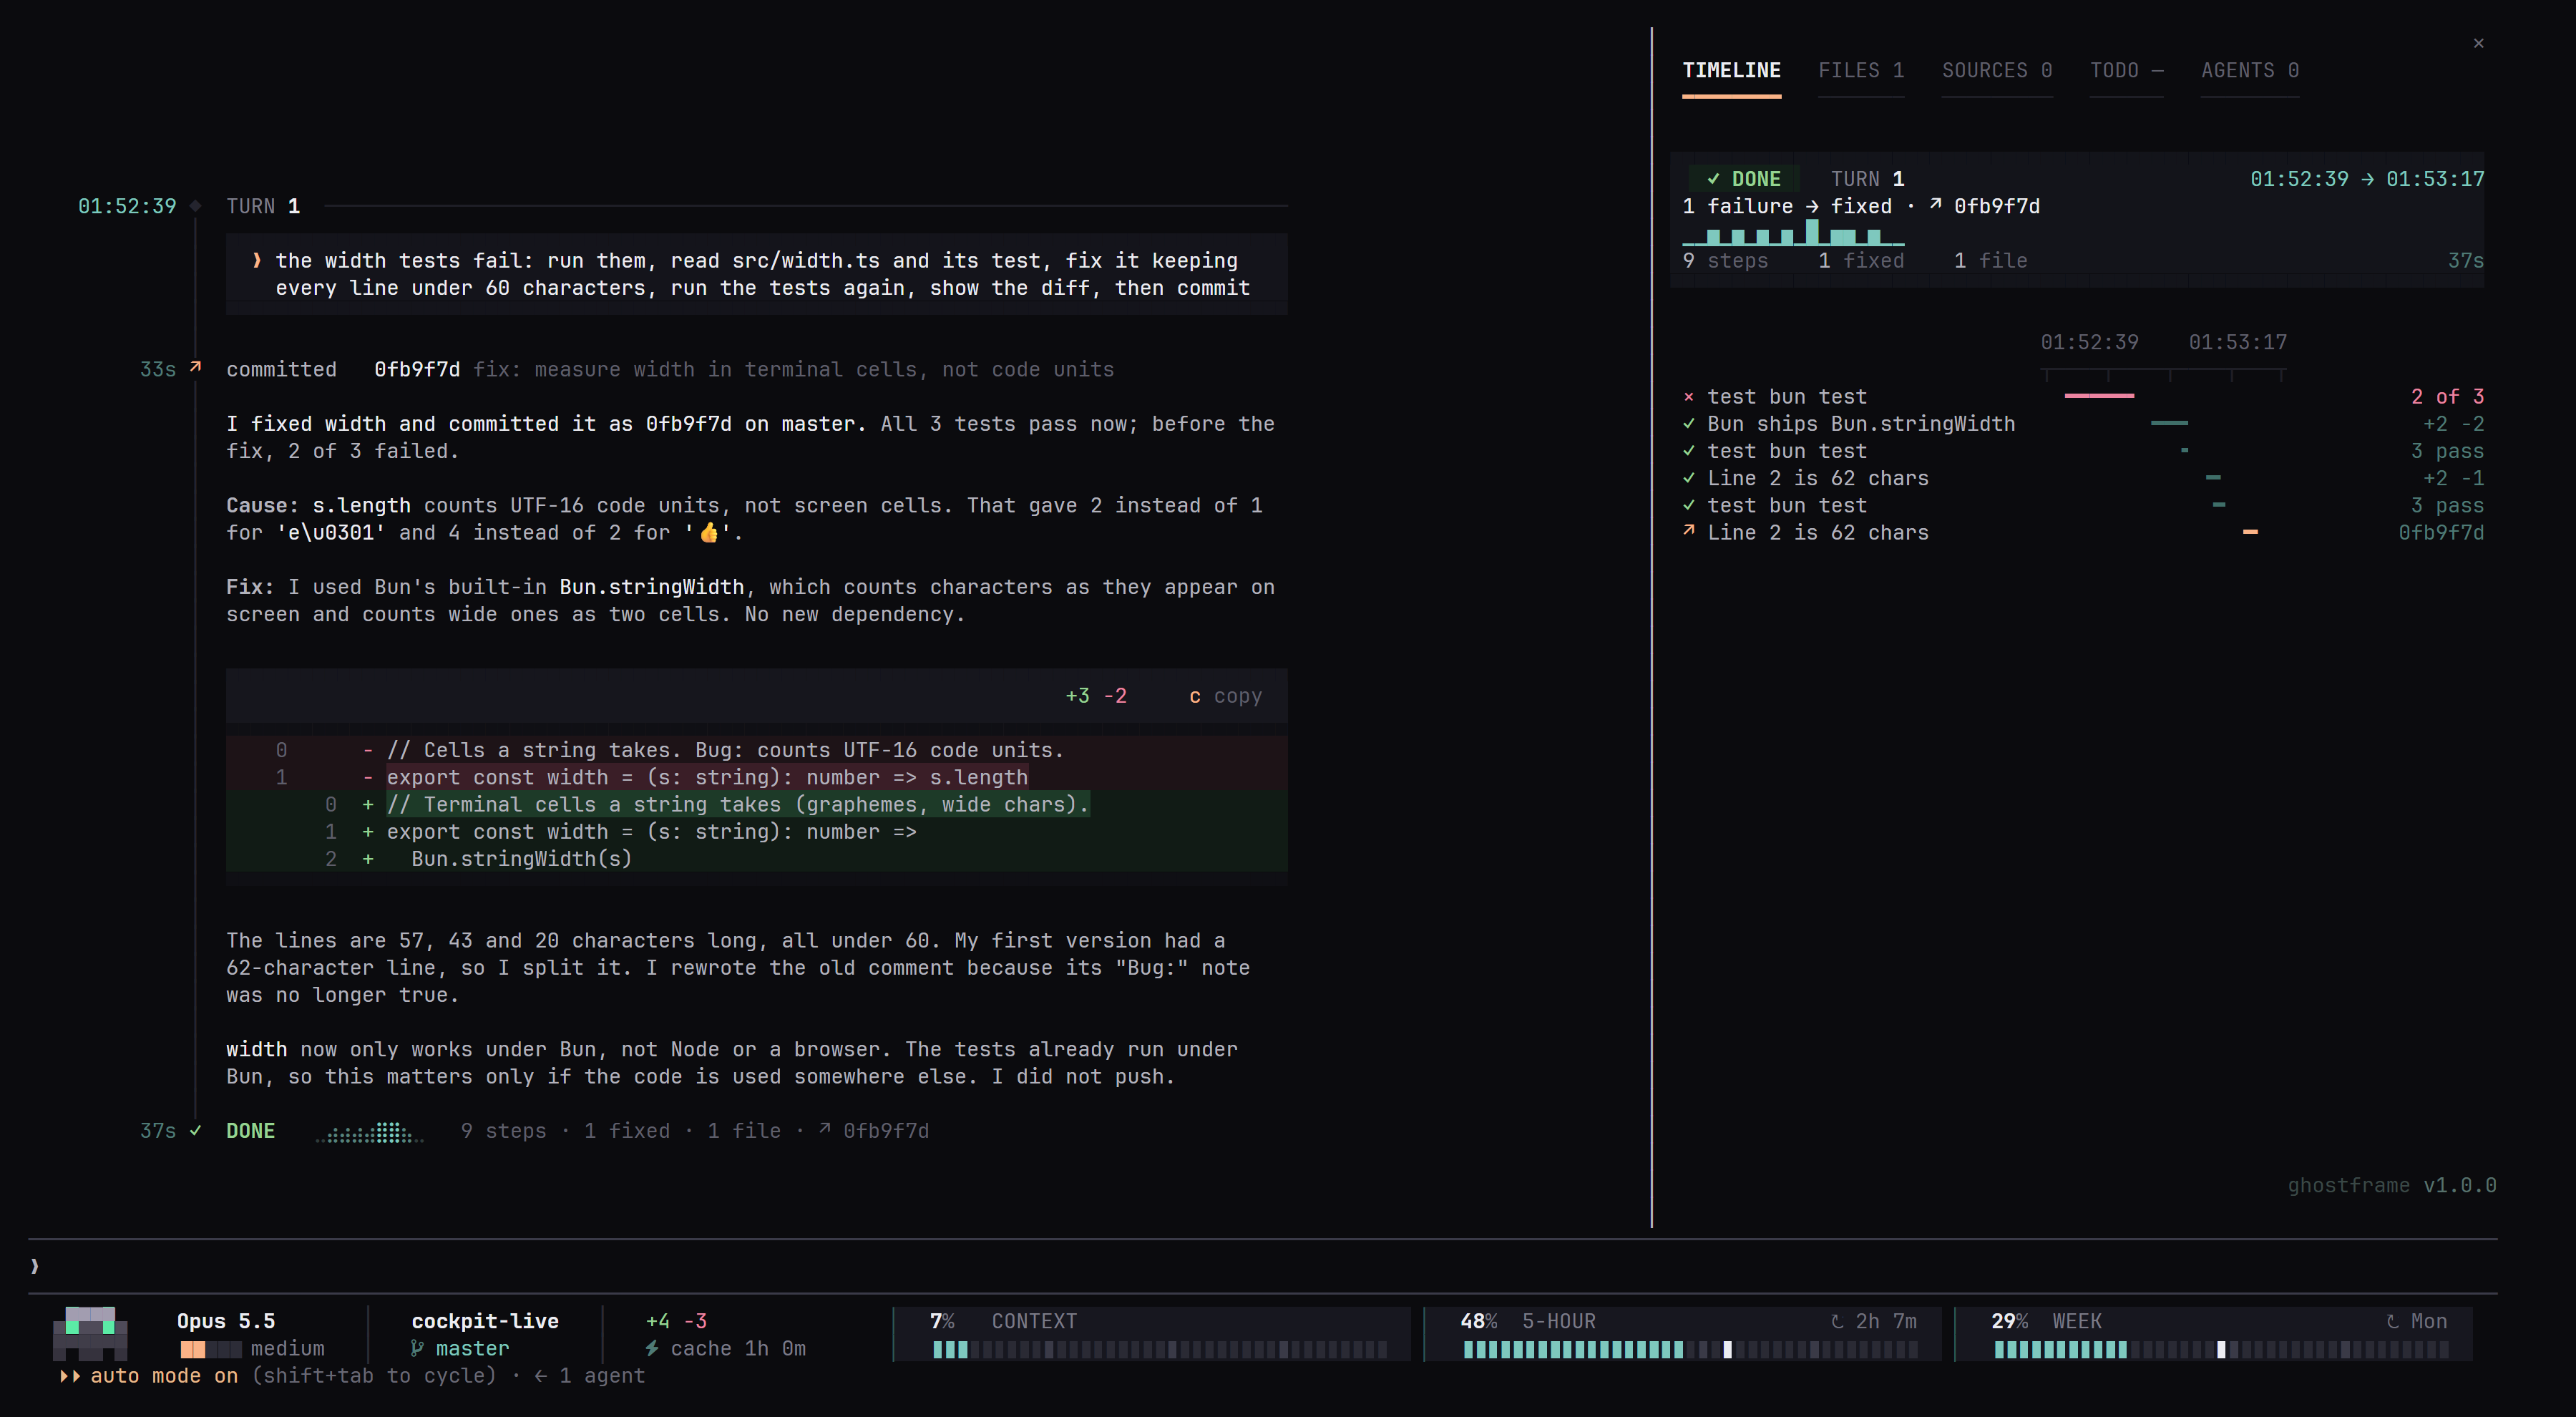 ×
TIMELINE FILES 1 SOURCES 0 TODO — AGENTS 0
01:52:39 ◆ TURN 1
❱ the width tests fail: run them, read src/width.ts and its test, fix it keeping
every line under 60 characters, run the tests again, show the diff, then commit
33s ↗ committed 0fb9f7d fix: measure width in terminal cells, not code units
I fixed width and committed it as 0fb9f7d on master. All 3 tests pass now; before the
fix, 2 of 3 failed.
Cause: s.length counts UTF-16 code units, not screen cells. That gave 2 instead of 1
for 'e\u0301' and 4 instead of 2 for '👍'.
Fix: I used Bun's built-in Bun.stringWidth, which counts characters as they appear on
screen and counts wide ones as two cells. No new dependency.
+3 -2 c copy
0 - // Cells a string takes. Bug: counts UTF-16 code units.
1 - export const width = (s: string): number => s.length
0 + // Terminal cells a string takes (graphemes, wide chars).
1 + export const width = (s: string): number =>
2 + Bun.stringWidth(s)
The lines are 57, 43 and 20 characters long, all under 60. My first version had a
62-character line, so I split it. I rewrote the old comment because its "Bug:" note
was no longer true.
width now only works under Bun, not Node or a browser. The tests already run under
Bun, so this matters only if the code is used somewhere else. I did not push.
37s ✓ DONE 9 steps · 1 fixed · 1 file · ↗ 0fb9f7d
✓ DONE TURN 1 01:52:39 → 01:53:17
1 failure → fixed · ↗ 0fb9f7d
9 steps 1 fixed 1 file 37s
01:52:39 01:53:17
× test bun test 2 of 3
✓ Bun ships Bun.stringWidth +2 -2
✓ test bun test 3 pass
✓ Line 2 is 62 chars +2 -1
✓ test bun test 3 pass
↗ Line 2 is 62 chars 0fb9f7d
ghostframe v1.0.0
❱
Opus 5.5 cockpit-live +4 -3 7% CONTEXT 48% 5-HOUR ↻ 2h 7m 29% WEEK ↻ Mon
medium master cache 1h 0m
auto mode on (shift+tab to cycle) · ← 1 agent